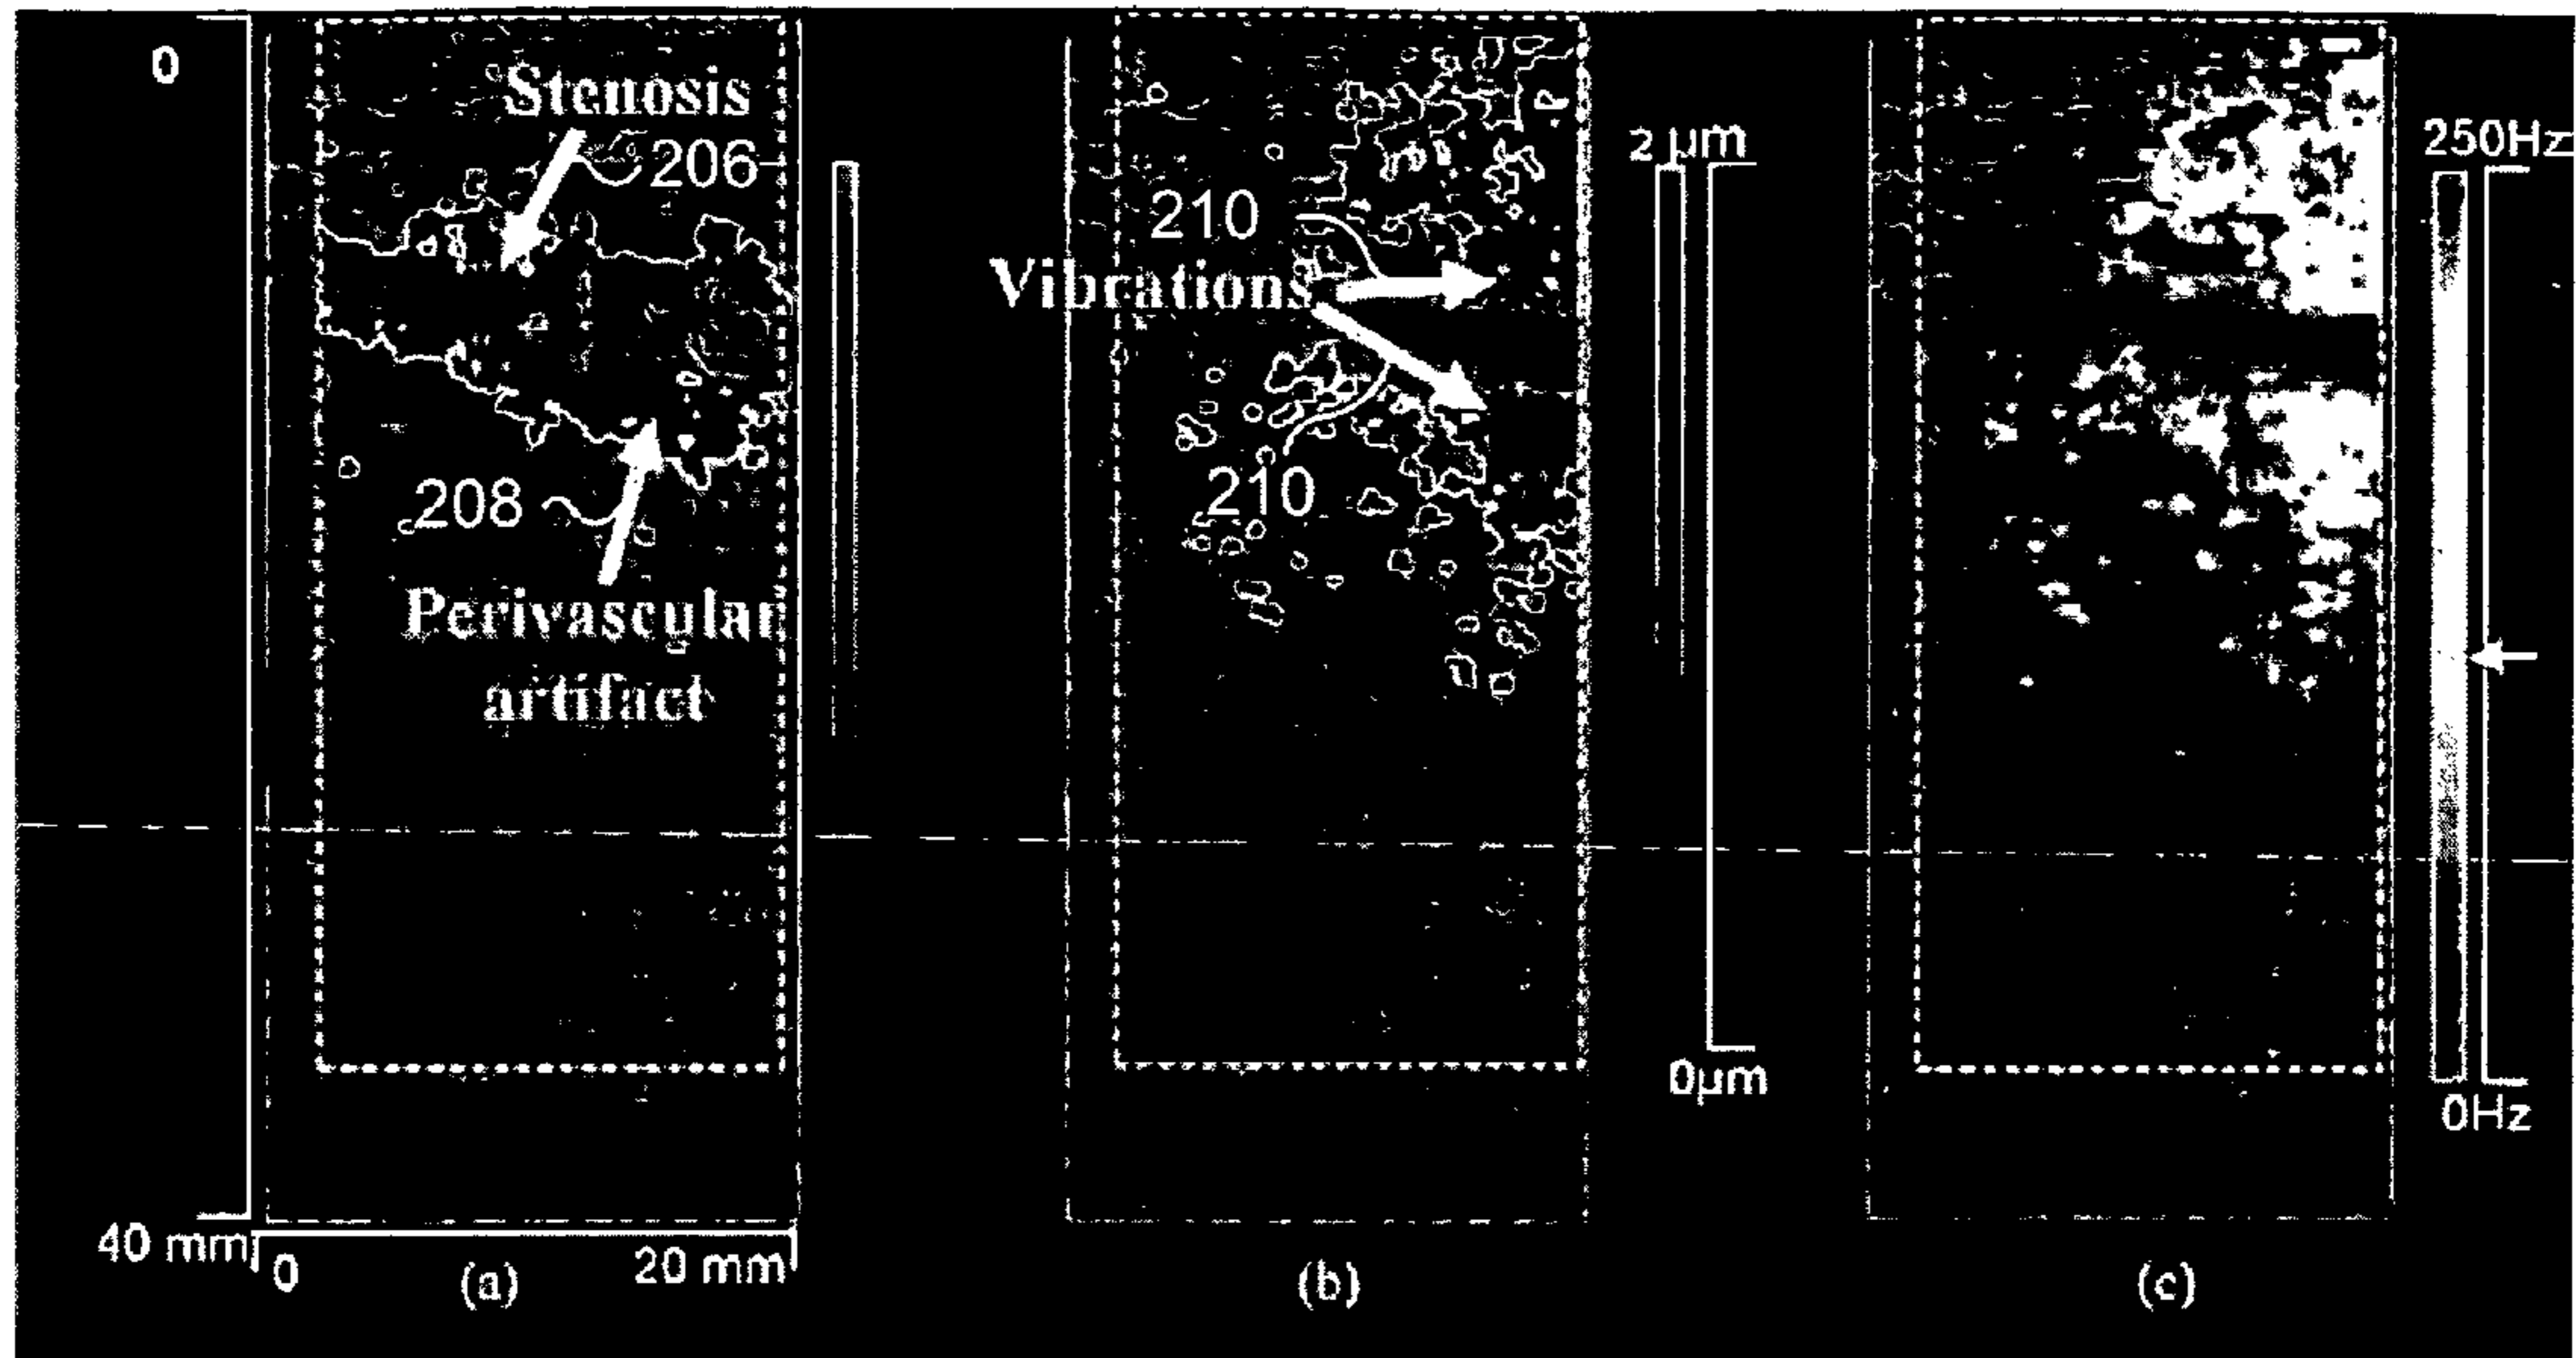 0
Stenosis
206
208
Perivascular
artifact
40 mm
0
20 mm
(a)
210
Vibrations
210
2 μm
0μm
(b)
250Hz
0Hz
(c)